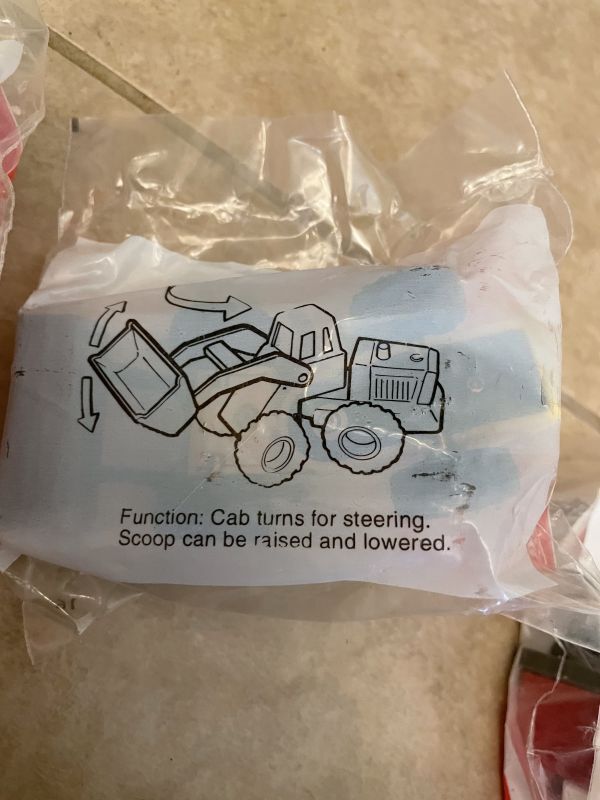 Function: Cab turns for steering.
Scoop can be raised and lowered.